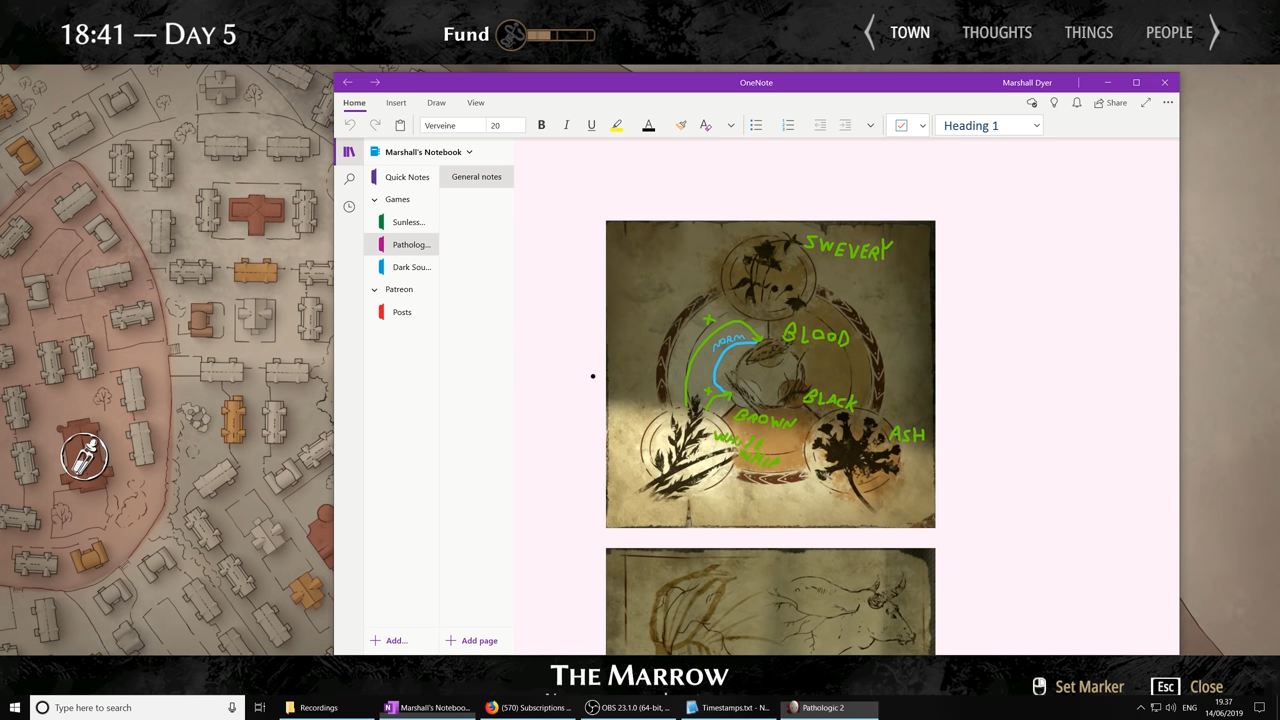 18:41 — DAY 5
Fund
TOWN
THOUGHTS
THINGS
PEOPLE
OneNote
Marshall Dyer
Home
Insert
Draw
View
Share
Verveine
20
B
I
U
A
A
Heading 1
Marshall's Notebook
Quick Notes
General notes
Games
Sunless...
Patholog...
Dark Sou...
Patreon
Posts
SWEVERY
BLOOD
NORM
BLACK
BROWN
ASH
WHITE
WHIP
Add...
Add page
THE MARROW
Set Marker
Esc
Close
Type here to search
Recordings
Marshall's Noteboo...
(570) Subscriptions ...
OBS 23.1.0 (64-bit, ...
Timestamps.txt - N...
Pathologic 2
ENG
19.37
14/06/2019